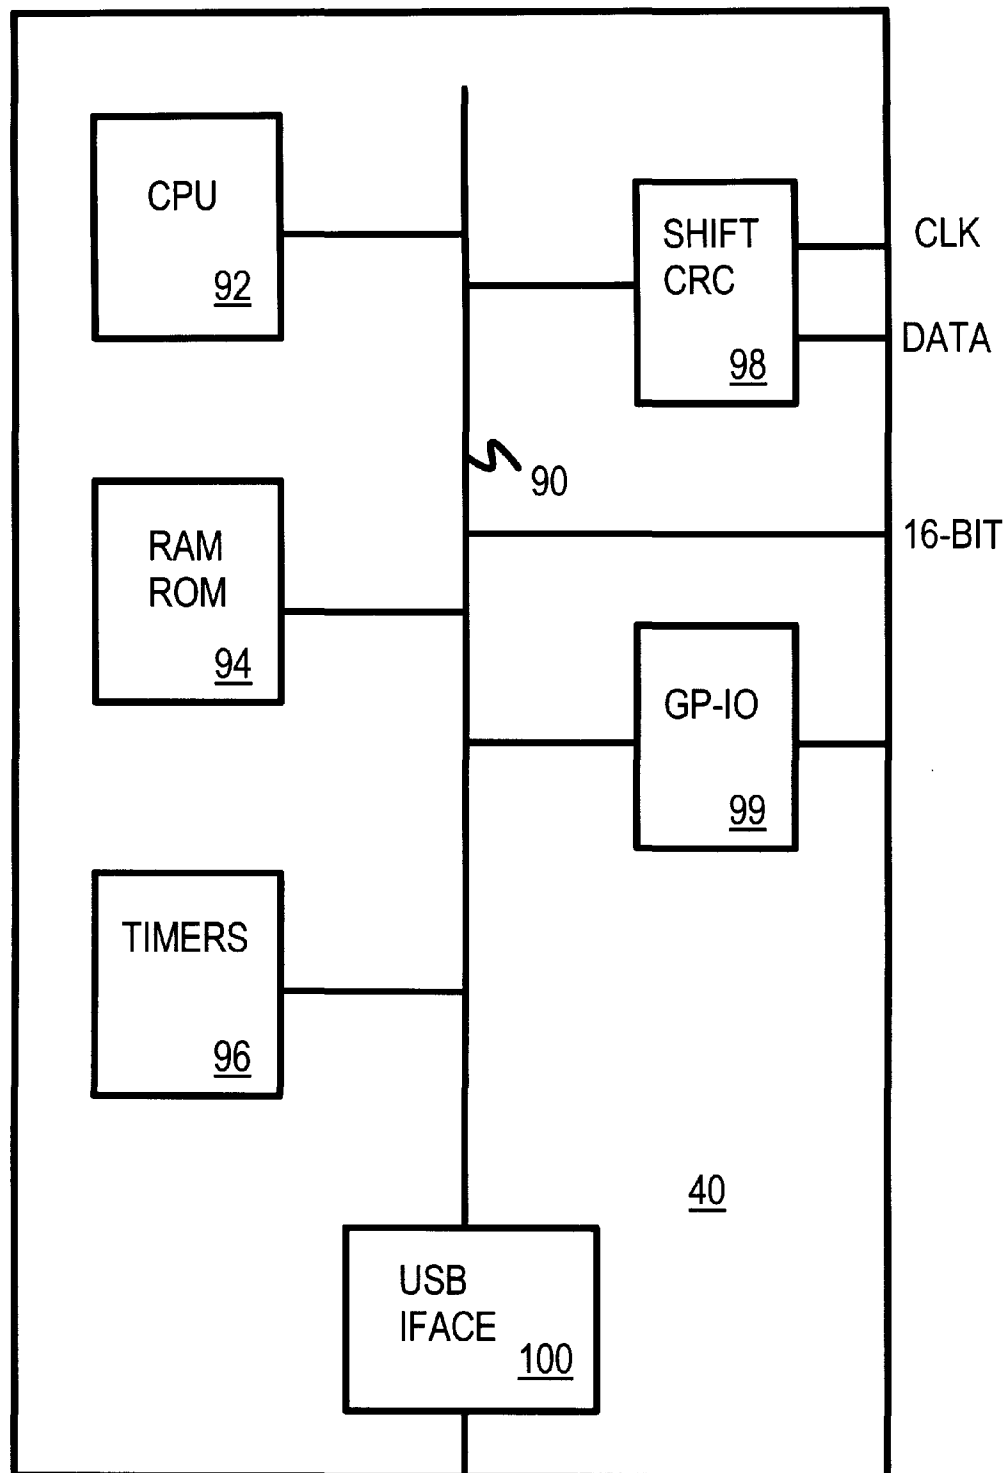 CPU
92
SHIFT
CRC
98
CLK
DATA
90
16-BIT
RAM
ROM
94
GP-IO
99
TIMERS
96
40
USB
IFACE
100